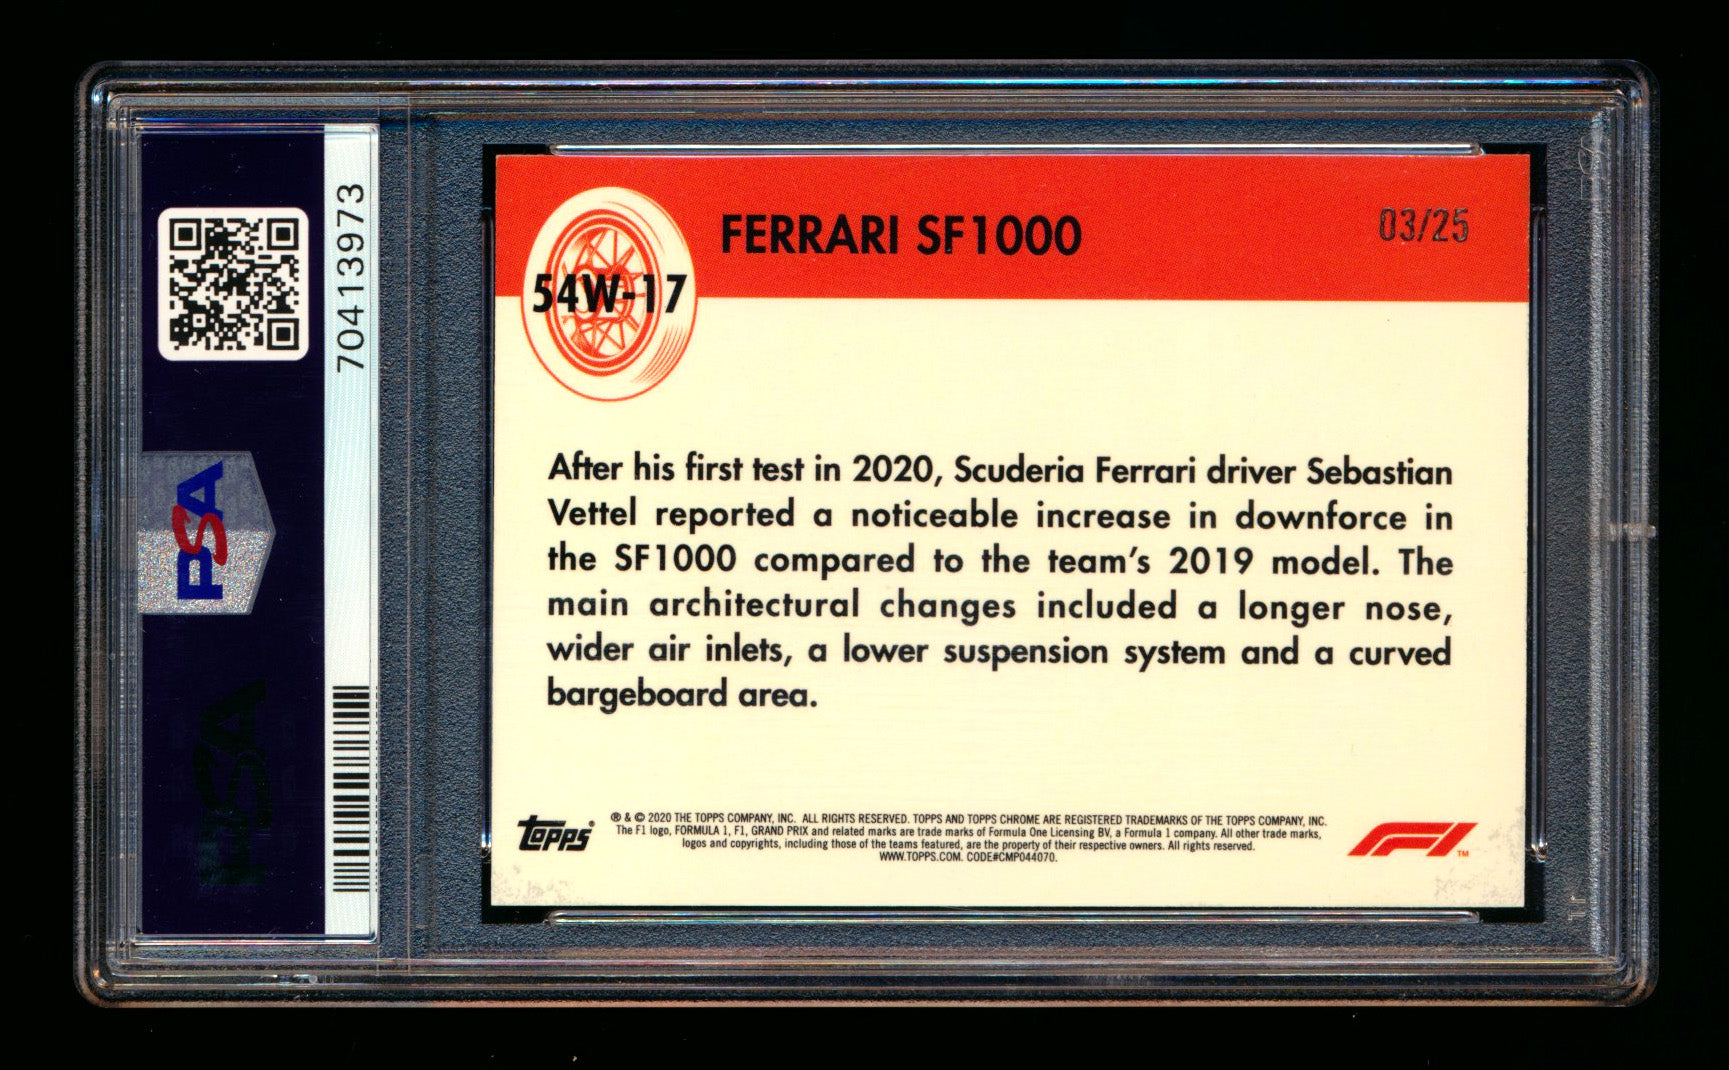 70413973
PSA
PSA
FERRARI SF1000
03/25
54W-17
After his first test in 2020, Scuderia Ferrari driver Sebastian
Vettel reported a noticeable increase in downforce in
the SF1000 compared to the team's 2019 model. The
main architectural changes included a longer nose,
wider air inlets, a lower suspension system and a curved
bargeboard area.
topps®
® & © 2020 THE TOPPS COMPANY, INC. ALL RIGHTS RESERVED. TOPPS AND TOPPS CHROME ARE REGISTERED TRADEMARKS OF THE TOPPS COMPANY, INC.
The F1 logo, FORMULA 1, F1, GRAND PRIX and related marks are trade marks of Formula One Licensing BV, a Formula 1 company. All other trade marks,
logos and copyrights, including those of the teams featured, are the property of their respective owners. All rights reserved.
WWW.TOPPS.COM. CODE#CMP044070.
F1™